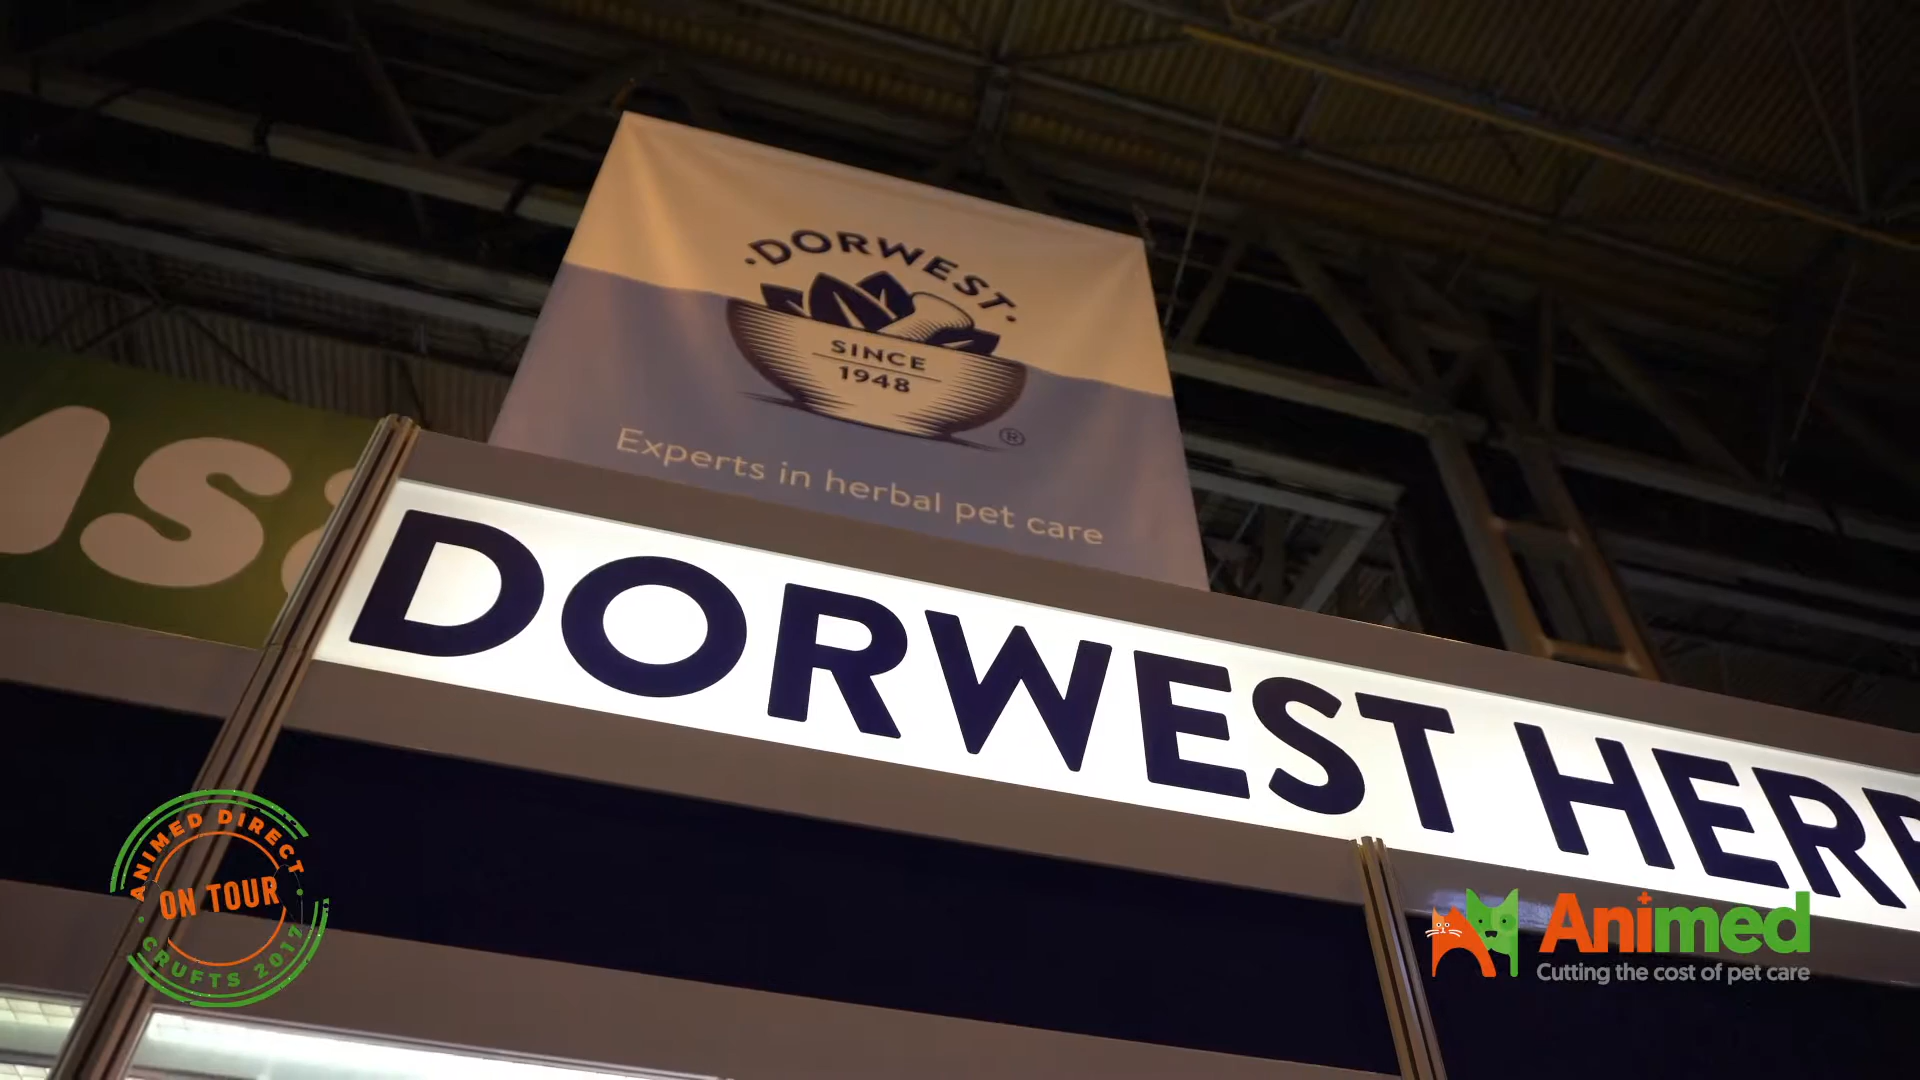 ·DORWEST·
SINCE
1948
®
Experts in herbal pet care
DORWEST HER
ANIMED DIRECT
ON TOUR
CRUFTS 2017
Animed
Cutting the cost of pet care